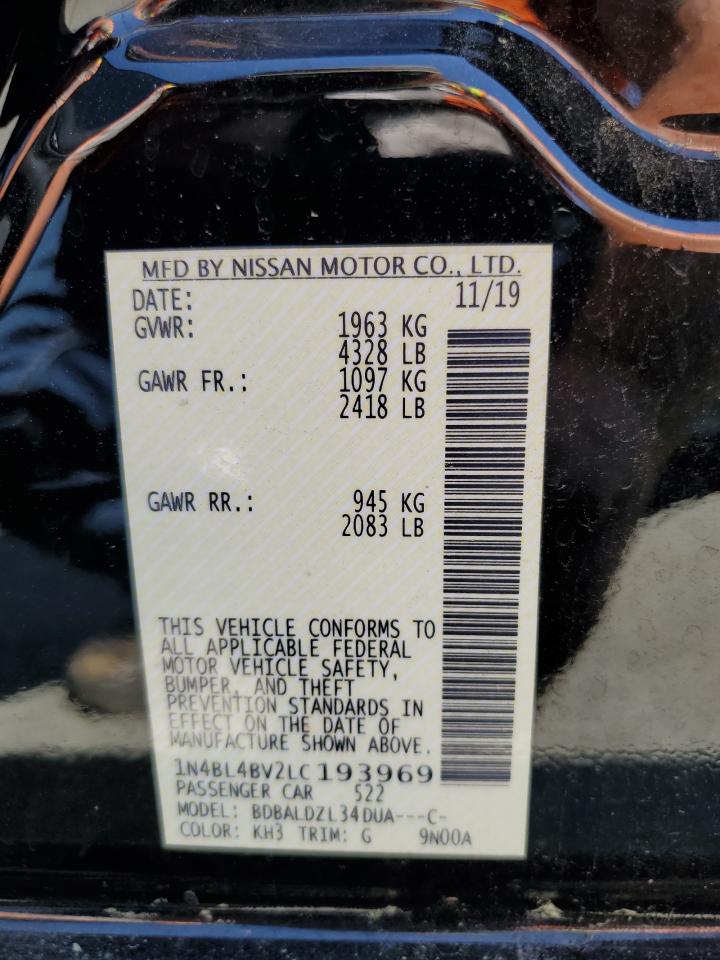 MFD BY NISSAN MOTOR CO., LTD.
DATE: 11/19
GVWR: 1963 KG
4328 LB
GAWR FR.: 1097 KG
2418 LB
GAWR RR.: 945 KG
2083 LB
THIS VEHICLE CONFORMS TO
ALL APPLICABLE FEDERAL
MOTOR VEHICLE SAFETY,
BUMPER, AND THEFT
PREVENTION STANDARDS IN
EFFECT ON THE DATE OF
MANUFACTURE SHOWN ABOVE.
1N4BL4BV2LC193969
PASSENGER CAR 522
MODEL: BDBALDZL34DUA---C-
COLOR: KH3 TRIM: G 9N00A